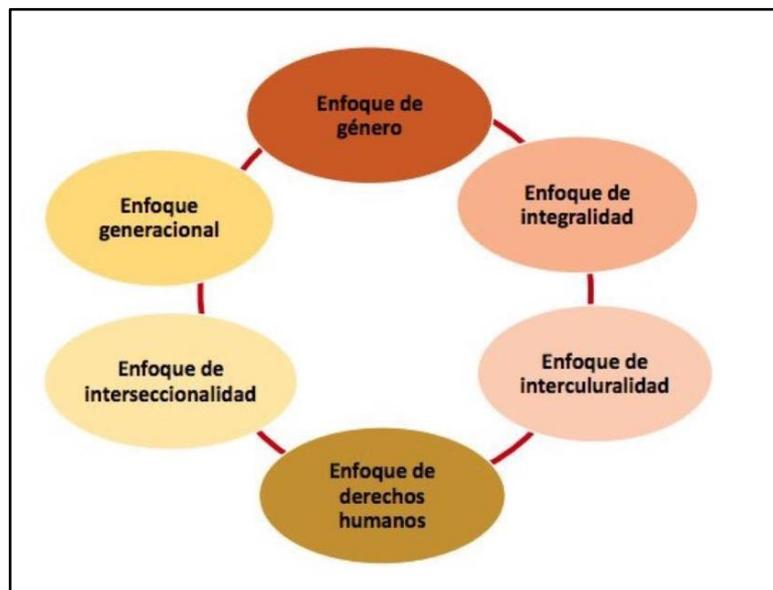 Enfoque de
género
Enfoque de
integralidad
Enfoque de
interculuralidad
Enfoque de
derechos
humanos
Enfoque de
interseccionalidad
Enfoque
generacional